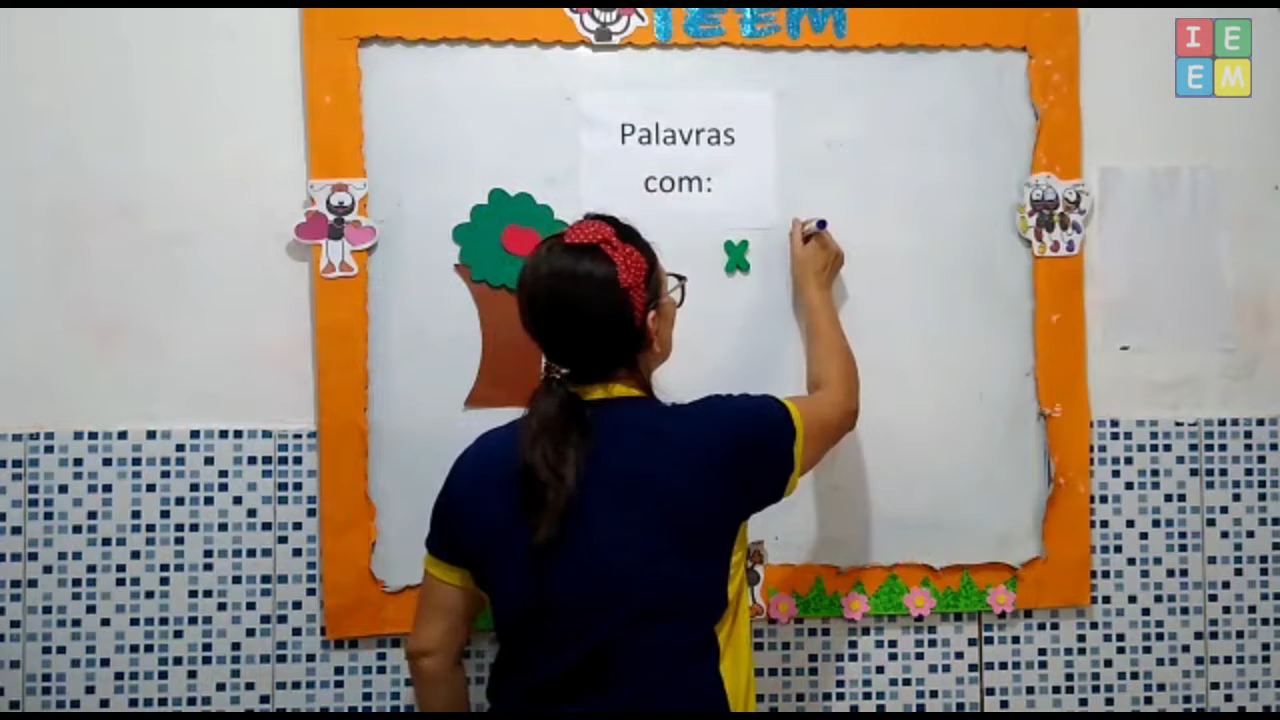 IEEM
I E
E M
Palavras
com:
x